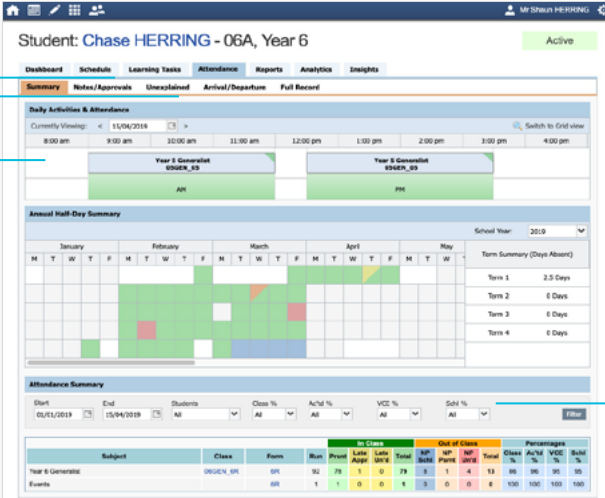 Mr Shaun HERRING
Student: Chase HERRING - 06A, Year 6
Active
Dashboard Schedule Learning Tasks Attendance Reports Analytics Insights
Summary Notes/Approvals Unexplained Arrival/Departure Full Record
Daily Activities & Attendance
Currently Viewing: < 15/04/2019 > Switch to Grid view
8:00 am 9:00 am 10:00 am 11:00 am 12:00 pm 1:00 pm 2:00 pm 3:00 pm 4:00 pm
Year 5 Generalist Year 5 Generalist
05GEN_05 05GEN_05
AM PM
Annual Half-Day Summary
School Year: 2019
January February March April May
M T W T F M T W T F M T W T F M T W T F M T W
Term Summary (Days Absent)
Term 1 2.5 Days
Term 2 0 Days
Term 3 0 Days
Term 4 0 Days
Attendance Summary
Start End Students Class % Ac'td % VCE % Schl %
01/01/2019 15/04/2019 All All All All All Filter
In Class Out of Class Percentages
Subject Class Form Run Prsnt Late Appr Late Un'd Total NP Schl NP Parnt NP Un'd Total Class % Ac'td % VCE % Schl %
Year 6 Generalist 06GEN_6R 6R 92 78 1 0 79 8 1 4 13 86 96 95 95
Events 6R 1 1 0 0 1 0 0 0 0 100 100 100 100